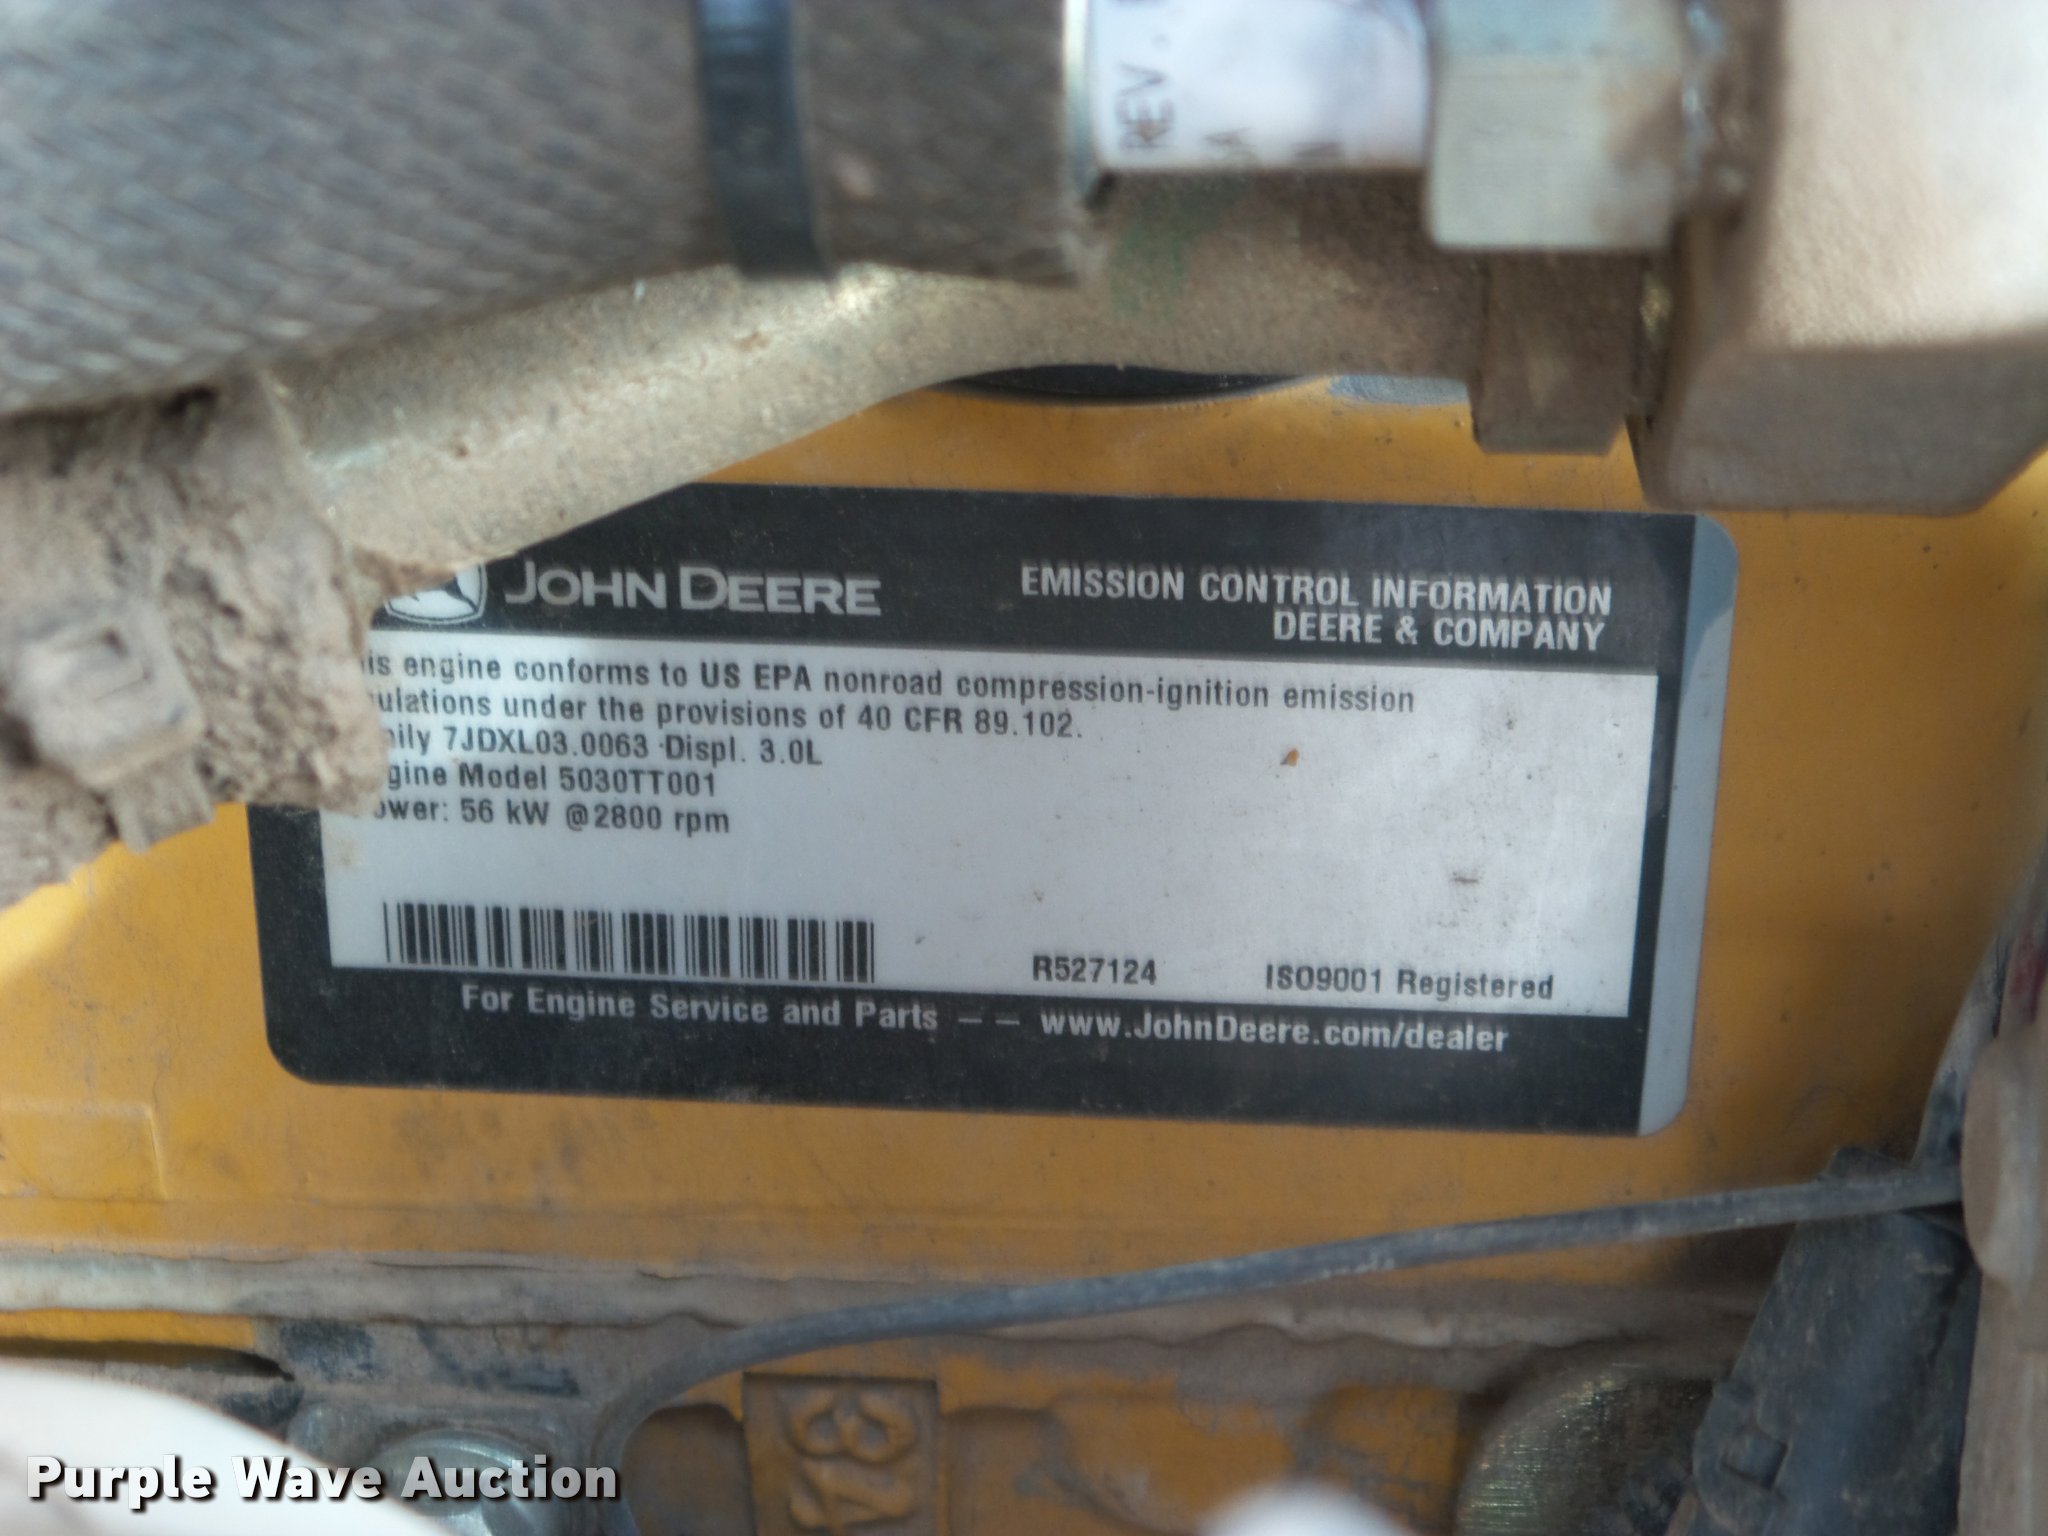 REV.
JOHN DEERE
EMISSION CONTROL INFORMATION
DEERE & COMPANY
is engine conforms to US EPA nonroad compression-ignition emission
ulations under the provisions of 40 CFR 89.102.
mily 7JDXL03.0063 Displ. 3.0L
gine Model 5030TT001
ower: 56 kW @2800 rpm
R527124 ISO9001 Registered
For Engine Service and Parts – – www.JohnDeere.com/dealer
Purple Wave Auction